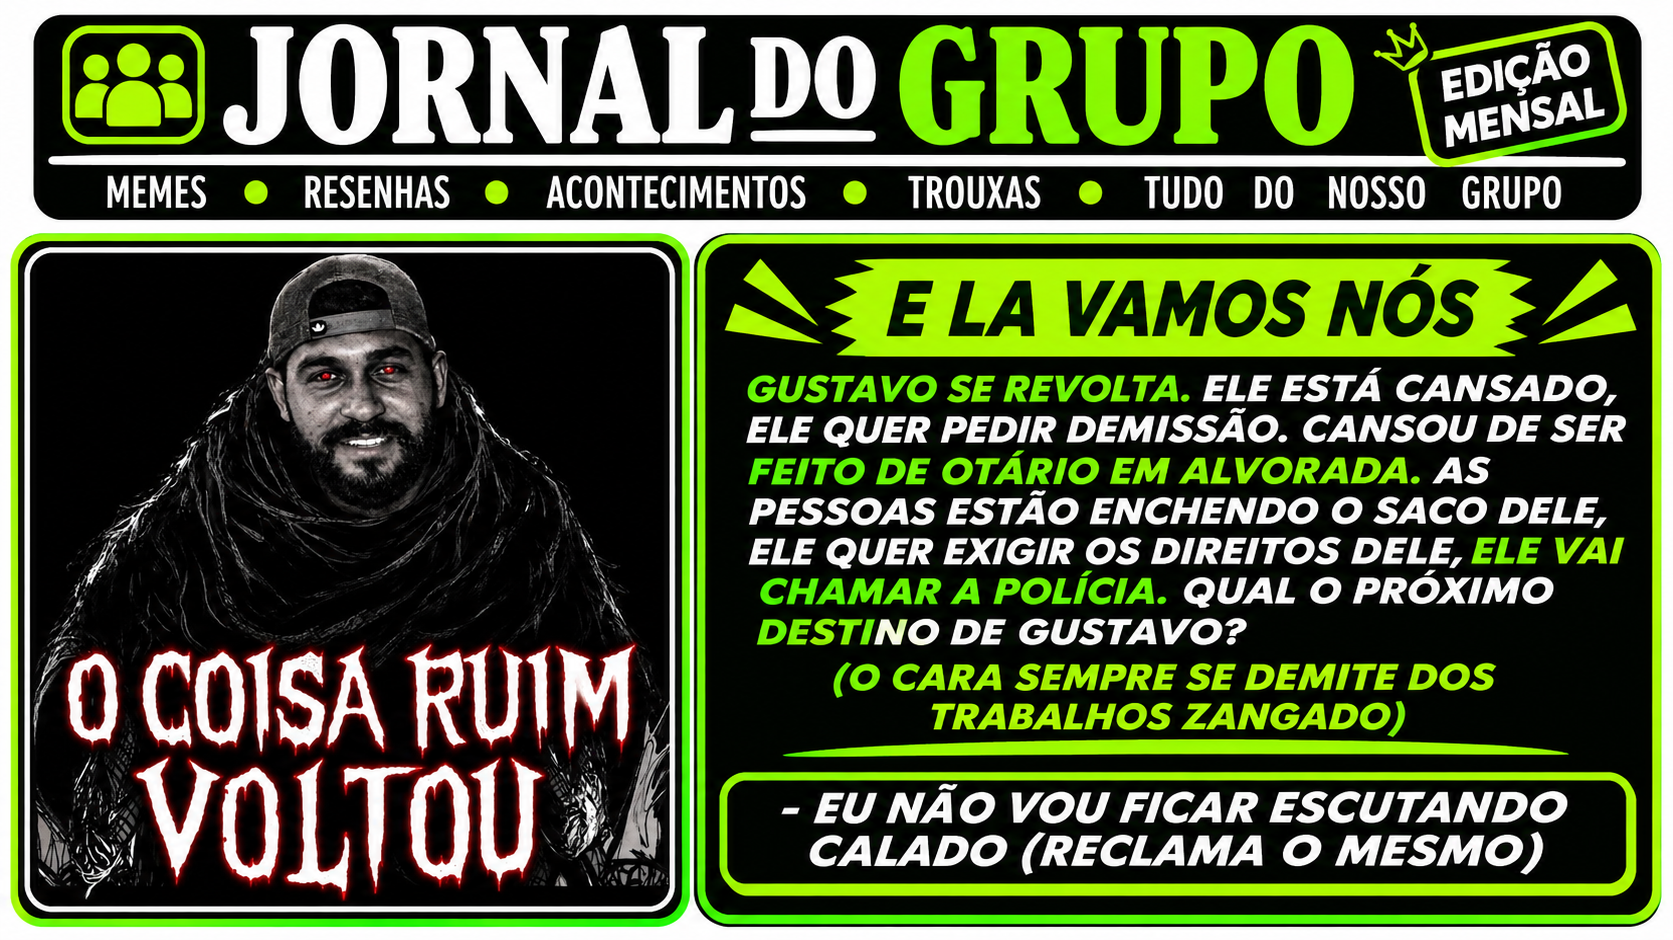 JORNAL DO GRUPO
EDIÇÃO
MENSAL
MEMES • RESENHAS • ACONTECIMENTOS • TROUXAS • TUDO DO NOSSO GRUPO
O COISA RUIM
VOLTOU
E LA VAMOS NÓS
GUSTAVO SE REVOLTA. ELE ESTÁ CANSADO,
ELE QUER PEDIR DEMISSÃO. CANSOU DE SER
FEITO DE OTÁRIO EM ALVORADA. AS
PESSOAS ESTÃO ENCHENDO O SACO DELE,
ELE QUER EXIGIR OS DIREITOS DELE, ELE VAI
CHAMAR A POLÍCIA. QUAL O PRÓXIMO
DESTINO DE GUSTAVO?
(O CARA SEMPRE SE DEMITE DOS
TRABALHOS ZANGADO)
- EU NÃO VOU FICAR ESCUTANDO
CALADO (RECLAMA O MESMO)